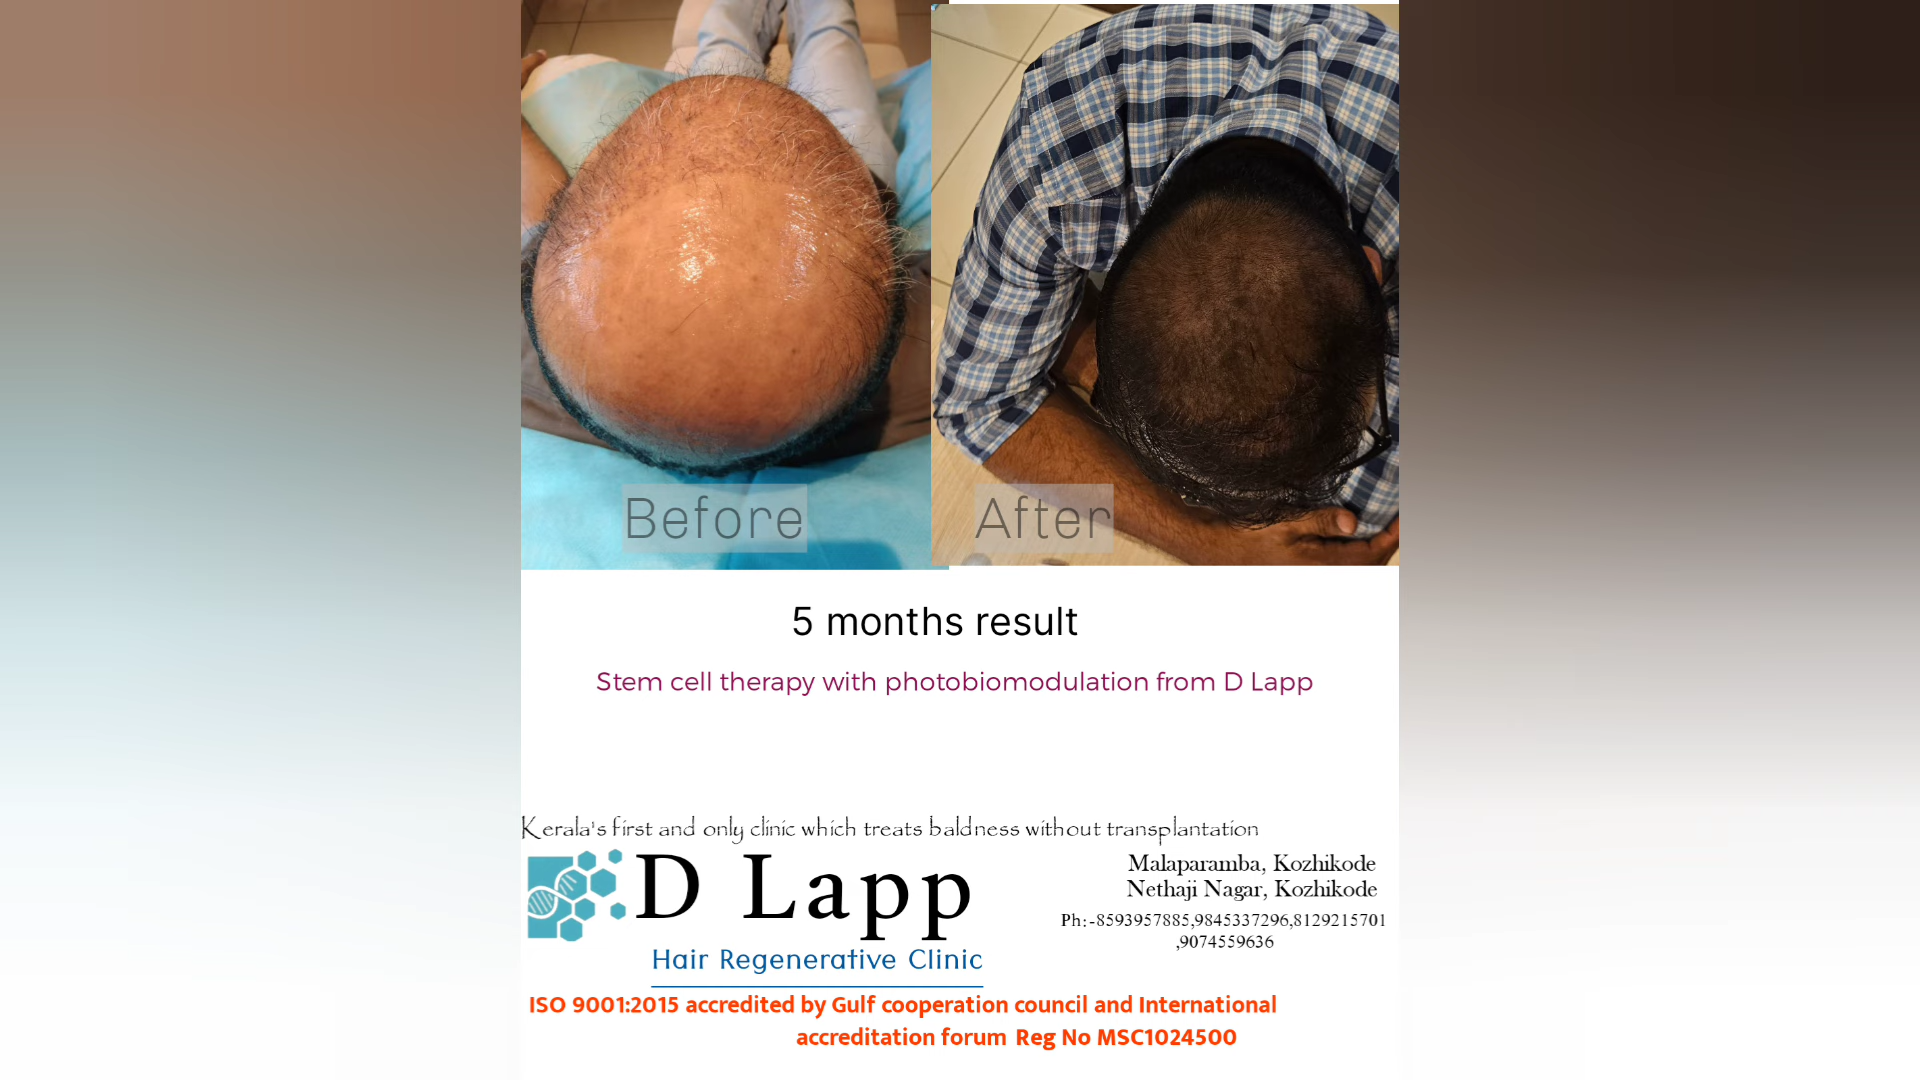 Before
After
5 months result
Stem cell therapy with photobiomodulation from D Lapp
Kerala's first and only clinic which treats baldness without transplantation
D Lapp
Hair Regenerative Clinic
Malaparamba, Kozhikode
Nethaji Nagar, Kozhikode
Ph:-8593957885,9845337296,8129215701
,9074559636
ISO 9001:2015 accredited by Gulf cooperation council and International
accreditation forum Reg No MSC1024500